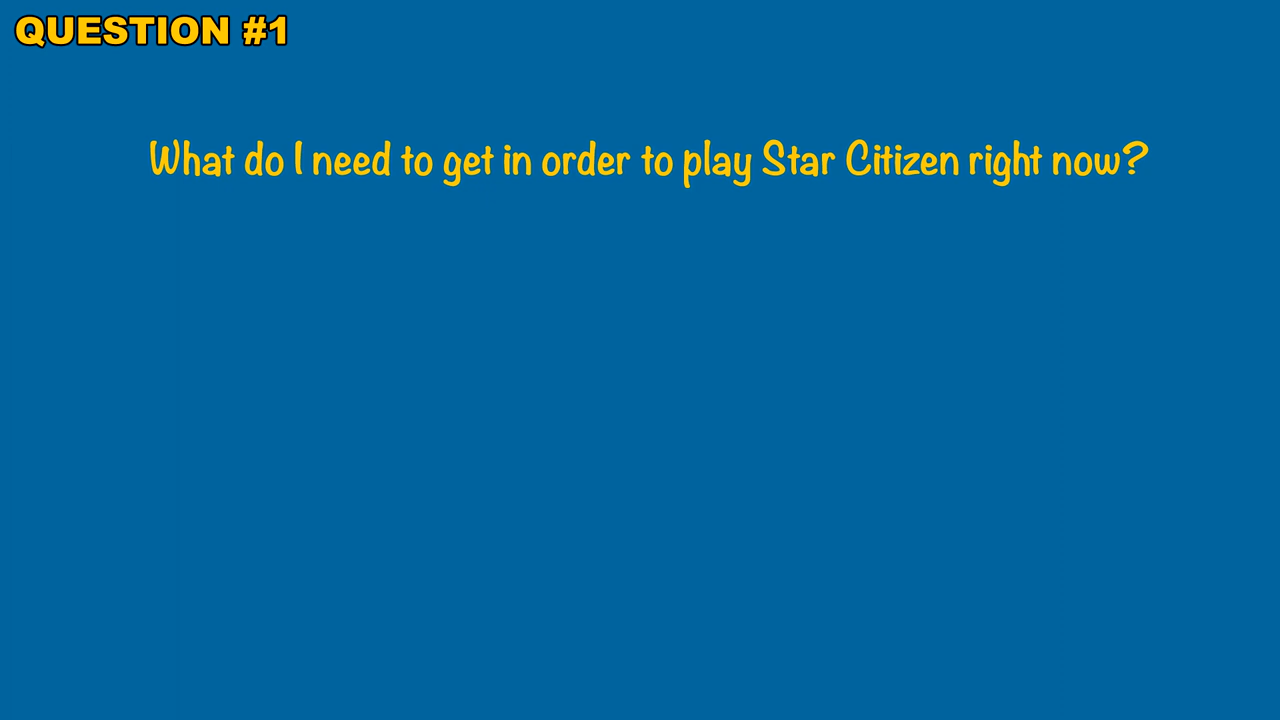 QUESTION #1
What do I need to get in order to play Star Citizen right now?